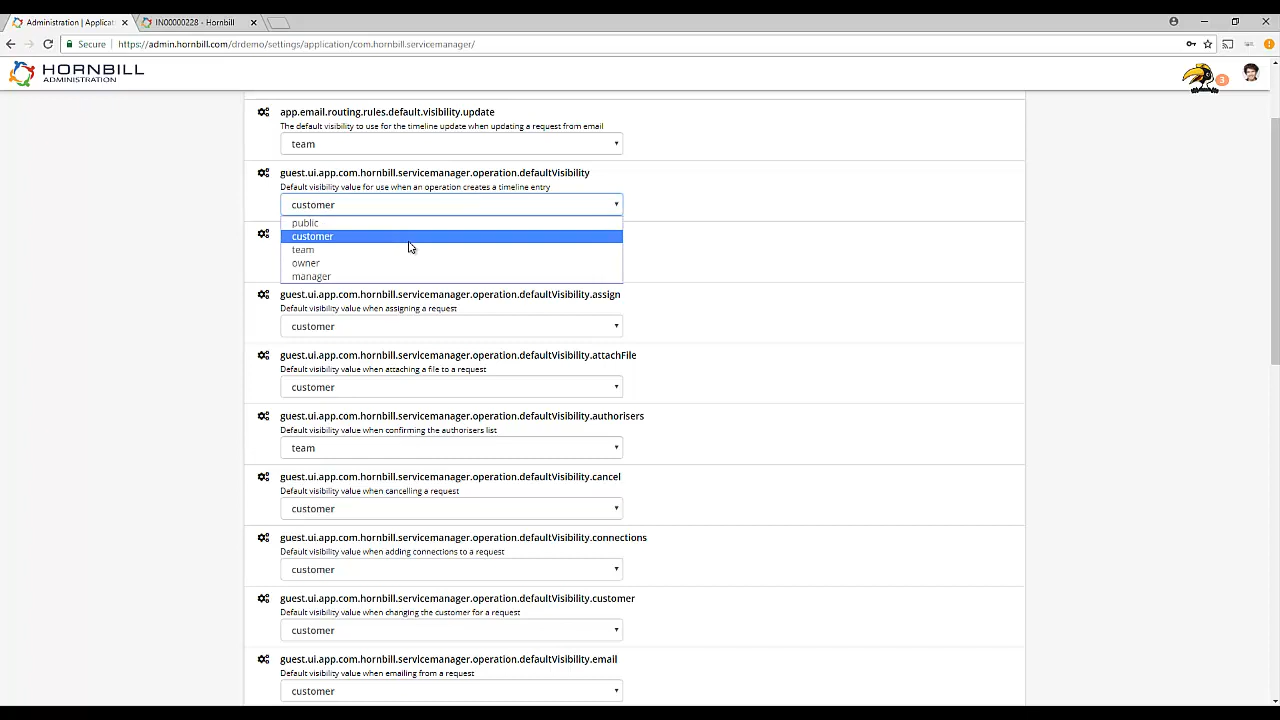 Administration | Applicat
IN00000228 - Hornbill
Secure
https://admin.hornbill.com/drdemo/settings/application/com.hornbill.servicemanager/
HORNBILL
ADMINISTRATION
3
app.email.routing.rules.default.visibility.update
The default visibility to use for the timeline update when updating a request from email
team
guest.ui.app.com.hornbill.servicemanager.operation.defaultVisibility
Default visibility value for use when an operation creates a timeline entry
customer
public
customer
team
owner
manager
guest.ui.app.com.hornbill.servicemanager.operation.defaultVisibility.assign
Default visibility value when assigning a request
customer
guest.ui.app.com.hornbill.servicemanager.operation.defaultVisibility.attachFile
Default visibility value when attaching a file to a request
customer
guest.ui.app.com.hornbill.servicemanager.operation.defaultVisibility.authorisers
Default visibility value when confirming the authorisers list
team
guest.ui.app.com.hornbill.servicemanager.operation.defaultVisibility.cancel
Default visibility value when cancelling a request
customer
guest.ui.app.com.hornbill.servicemanager.operation.defaultVisibility.connections
Default visibility value when adding connections to a request
customer
guest.ui.app.com.hornbill.servicemanager.operation.defaultVisibility.customer
Default visibility value when changing the customer for a request
customer
guest.ui.app.com.hornbill.servicemanager.operation.defaultVisibility.email
Default visibility value when emailing from a request
customer